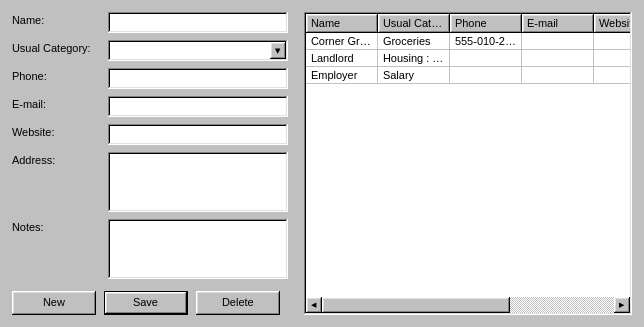 Name:
Usual Category:
Phone:
E-mail:
Website:
Address:
Notes:
New Save Delete
Name Usual Cat... Phone E-mail Websi
Corner Gr... Groceries 555-010-2...
Landlord Housing : ...
Employer Salary